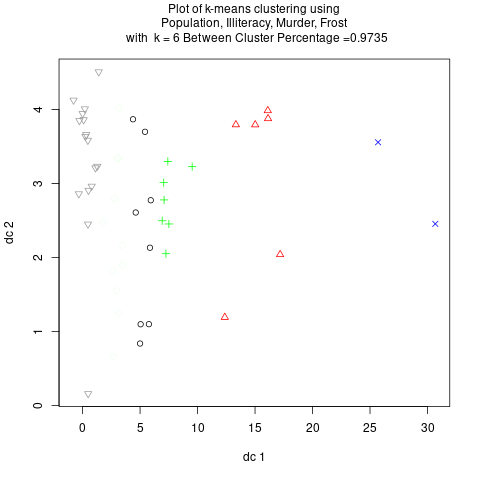 Plot of k-means clustering using
Population, Illiteracy, Murder, Frost
with k = 6 Between Cluster Percentage =0.9735
4
3
2
1
0
dc 2
0 5 10 15 20 25 30
dc 1